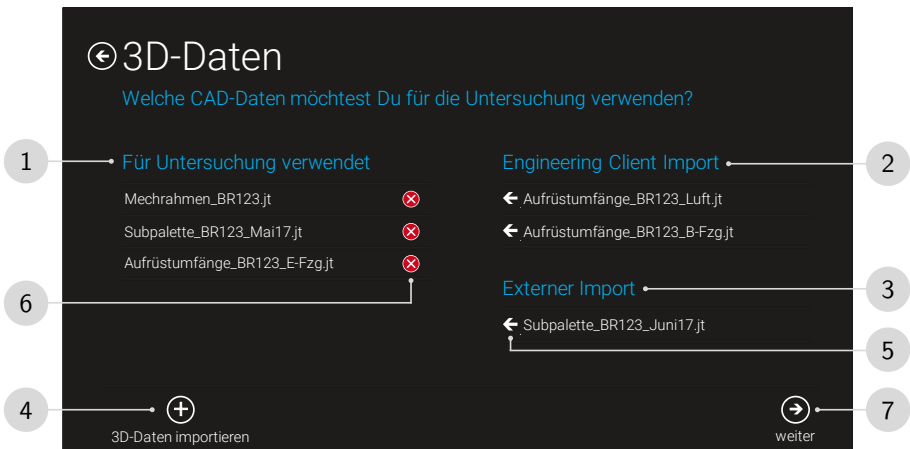 3D-Daten
Welche CAD-Daten möchtest Du für die Untersuchung verwenden?
1
Für Untersuchung verwendet
Mechrahmen_BR123.jt
Subpalette_BR123_Mai17.jt
Aufrüstumfänge_BR123_E-Fzg.jt
6
Engineering Client Import
2
Aufrüstumfänge_BR123_Luft.jt
Aufrüstumfänge_BR123_B-Fzg.jt
Externer Import
3
Subpalette_BR123_Juni17.jt
5
4
3D-Daten importieren
weiter
7